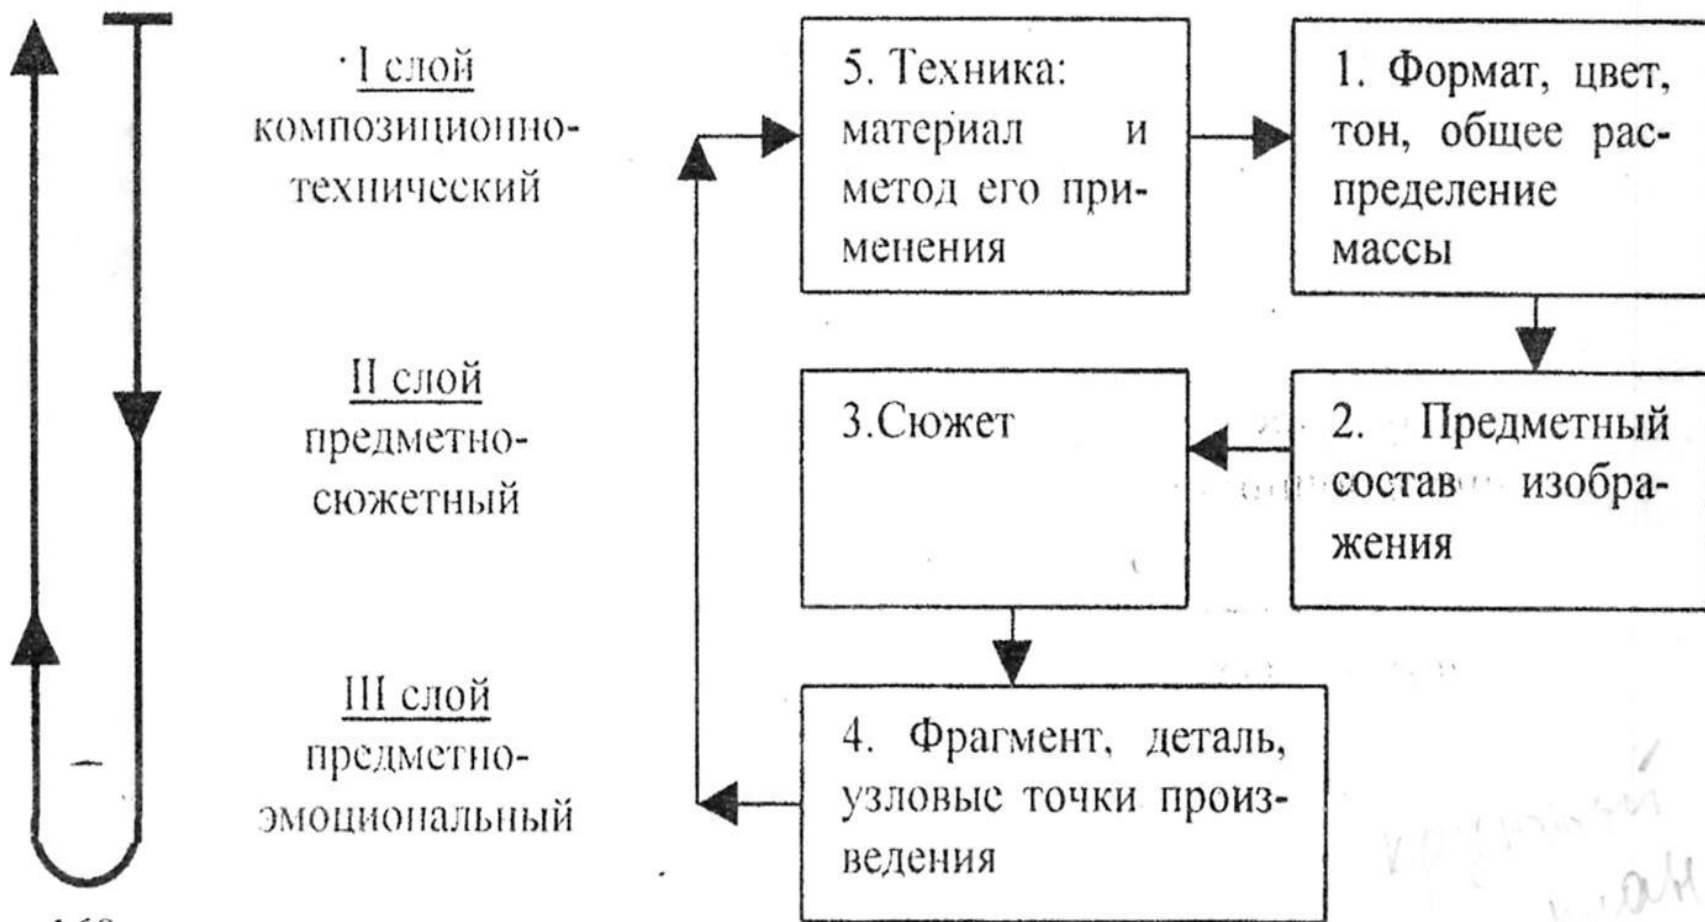 I слой
композиционно-
технический
5. Техника:
материал и
метод его при-
менения
1. Формат, цвет,
тон, общее рас-
пределение
массы
II слой
предметно-
сюжетный
3.Сюжет
2. Предметный
состав изобра-
жения
III слой
предметно-
эмоциональный
4. Фрагмент, деталь,
узловые точки произ-
ведения